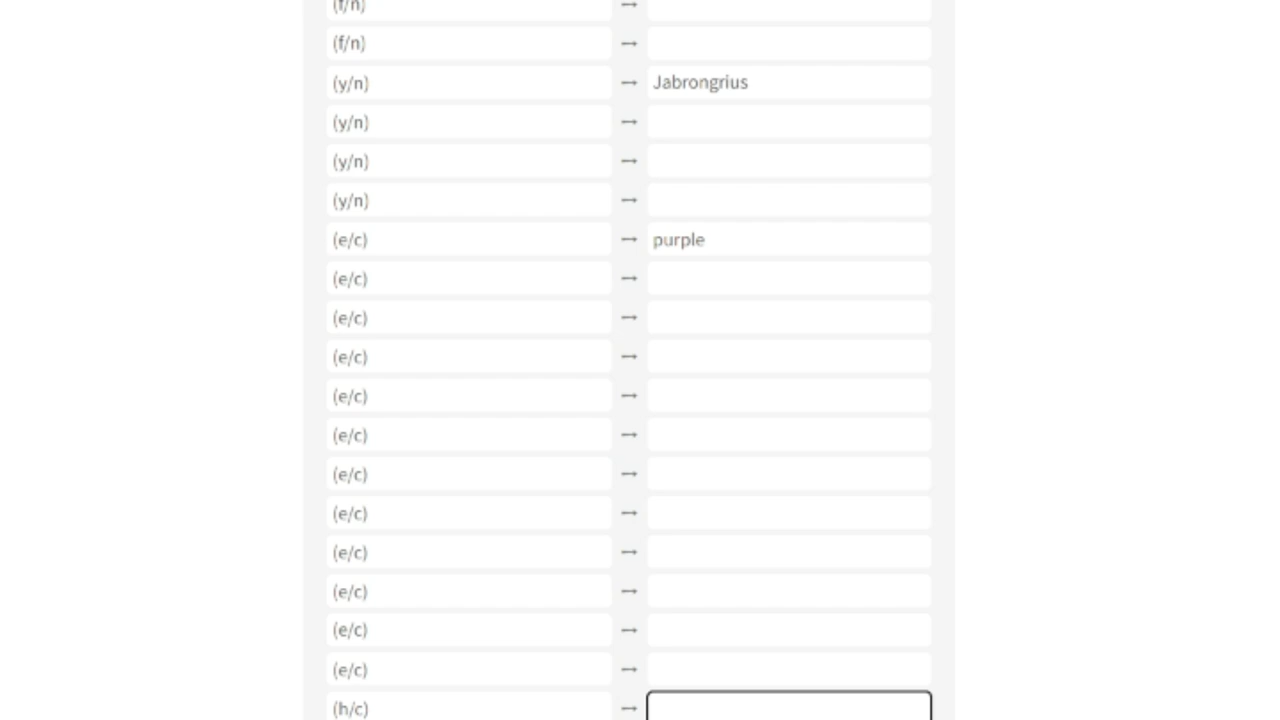 (f/n) →
(f/n) →
(y/n) → Jabrongrius
(y/n) →
(y/n) →
(y/n) →
(e/c) → purple
(e/c) →
(e/c) →
(e/c) →
(e/c) →
(e/c) →
(e/c) →
(e/c) →
(e/c) →
(e/c) →
(e/c) →
(e/c) →
(h/c) →